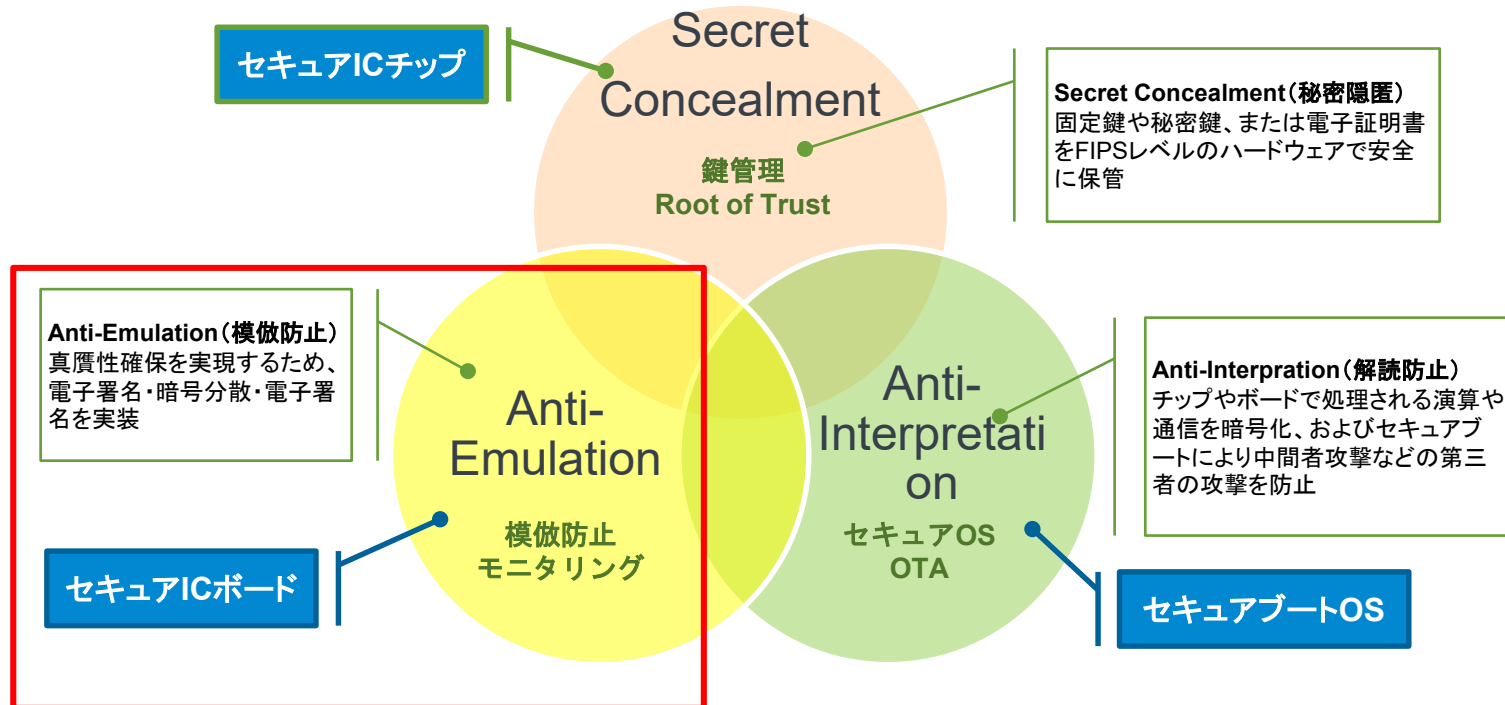 セキュアICチップ
Secret
Concealment
鍵管理
Root of Trust
Secret Concealment（秘密隠匿）
固定鍵や秘密鍵、または電子証明書
をFIPSレベルのハードウェアで安全
に保管
Anti-Emulation（模倣防止）
真贋性確保を実現するため、
電子署名・暗号分散・電子署
名を実装
Anti-
Emulation
模倣防止
モニタリング
セキュアICボード
Anti-
Interpretati
on
セキュアOS
OTA
Anti-Interpration（解読防止）
チップやボードで処理される演算や
通信を暗号化、およびセキュアブ
ートにより中間者攻撃などの第三
者の攻撃を防止
セキュアブートOS